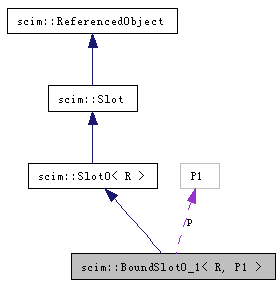 scim::ReferencedObject
scim::Slot
scim::Slot0< R >
P1
p
scim::BoundSlot0_1< R, P1 >